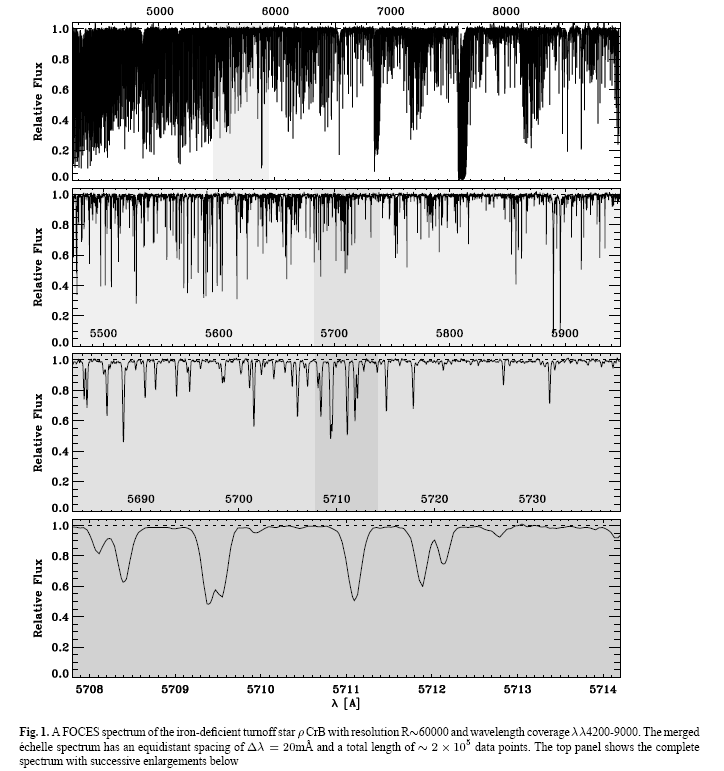 5000 6000 7000 8000
1.0
0.8
0.6
0.4
0.2
0.0
Relative Flux
1.0
0.8
0.6
0.4
0.2
0.0
Relative Flux
5500 5600 5700 5800 5900
1.0
0.8
0.6
0.4
0.2
0.0
Relative Flux
5690 5700 5710 5720 5730
1.0
0.8
0.6
0.4
0.2
0.0
Relative Flux
5708 5709 5710 5711 5712 5713 5714
λ [A]
Fig. 1. A FOCES spectrum of the iron-deficient turnoff star ρ CrB with resolution R~60000 and wavelength coverage λλ4200-9000. The merged
échelle spectrum has an equidistant spacing of Δλ = 20mÅ and a total length of ~ 2 × 10⁵ data points. The top panel shows the complete
spectrum with successive enlargements below